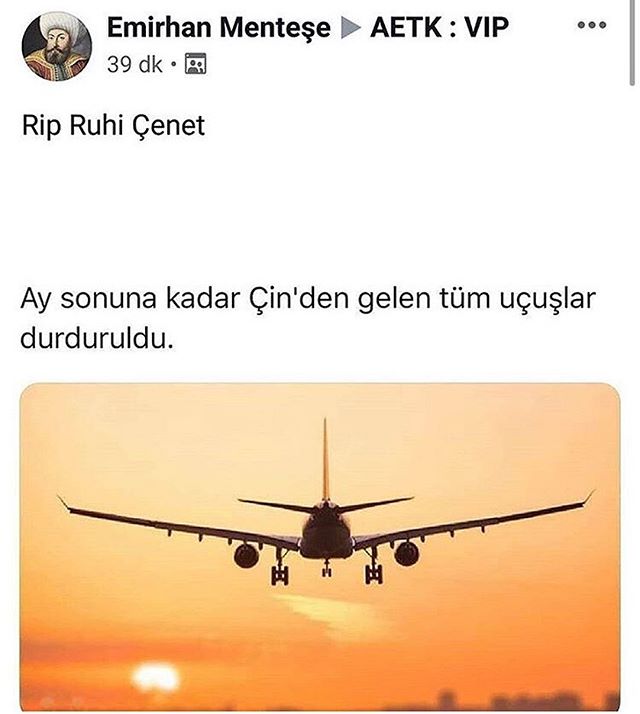 Emirhan Menteşe ▶ AETK : VIP
39 dk •
Rip Ruhi Çenet
Ay sonuna kadar Çin'den gelen tüm uçuşlar
durduruldu.